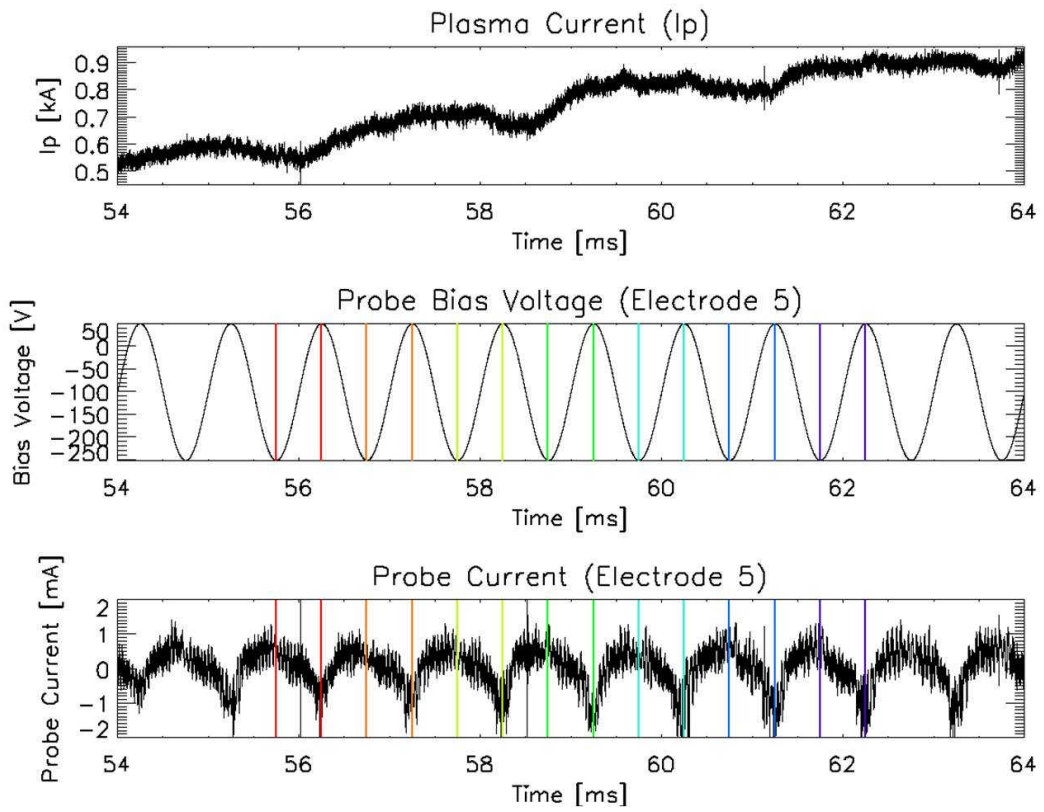 Plasma Current (Ip)
Ip [kA]
0.9
0.8
0.7
0.6
0.5
54 56 58 60 62 64
Time [ms]
Probe Bias Voltage (Electrode 5)
Bias Voltage [V]
50
0
-50
-100
-150
-200
-250
54 56 58 60 62 64
Time [ms]
Probe Current (Electrode 5)
Probe Current [mA]
2
1
0
-1
-2
54 56 58 60 62 64
Time [ms]